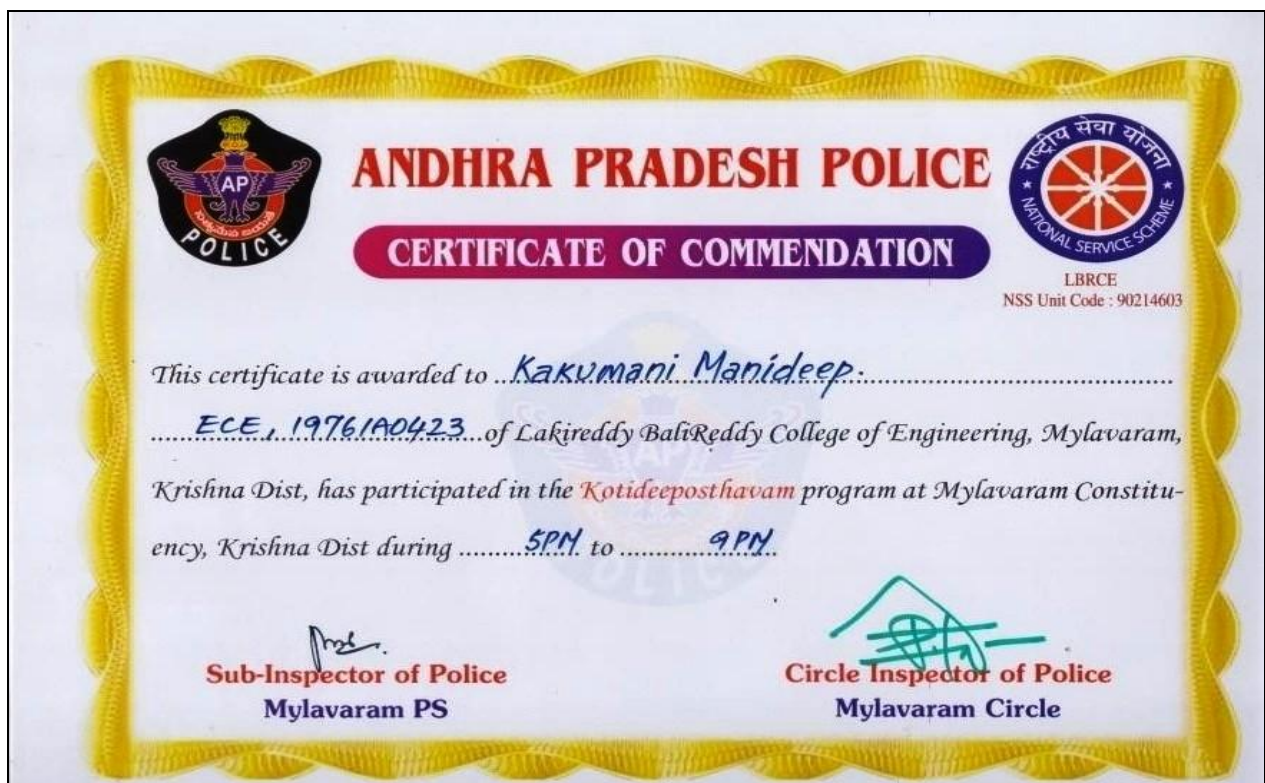 ANDHRA PRADESH POLICE
CERTIFICATE OF COMMENDATION
AP
సత్యమేవ జయతే
POLICE
राष्ट्रीय सेवा योजना
NATIONAL SERVICE SCHEME
LBRCE
NSS Unit Code : 90214603
This certificate is awarded to ..Kakumani Manideep...............................................
......ECE, 19761A0423...of Lakireddy BaliReddy College of Engineering, Mylavaram,
Krishna Dist, has participated in the Kotideeposthavam program at Mylavaram Constitu-
ency, Krishna Dist during .........5PM. to ............9PM.
Sub-Inspector of Police
Mylavaram PS
Circle Inspector of Police
Mylavaram Circle